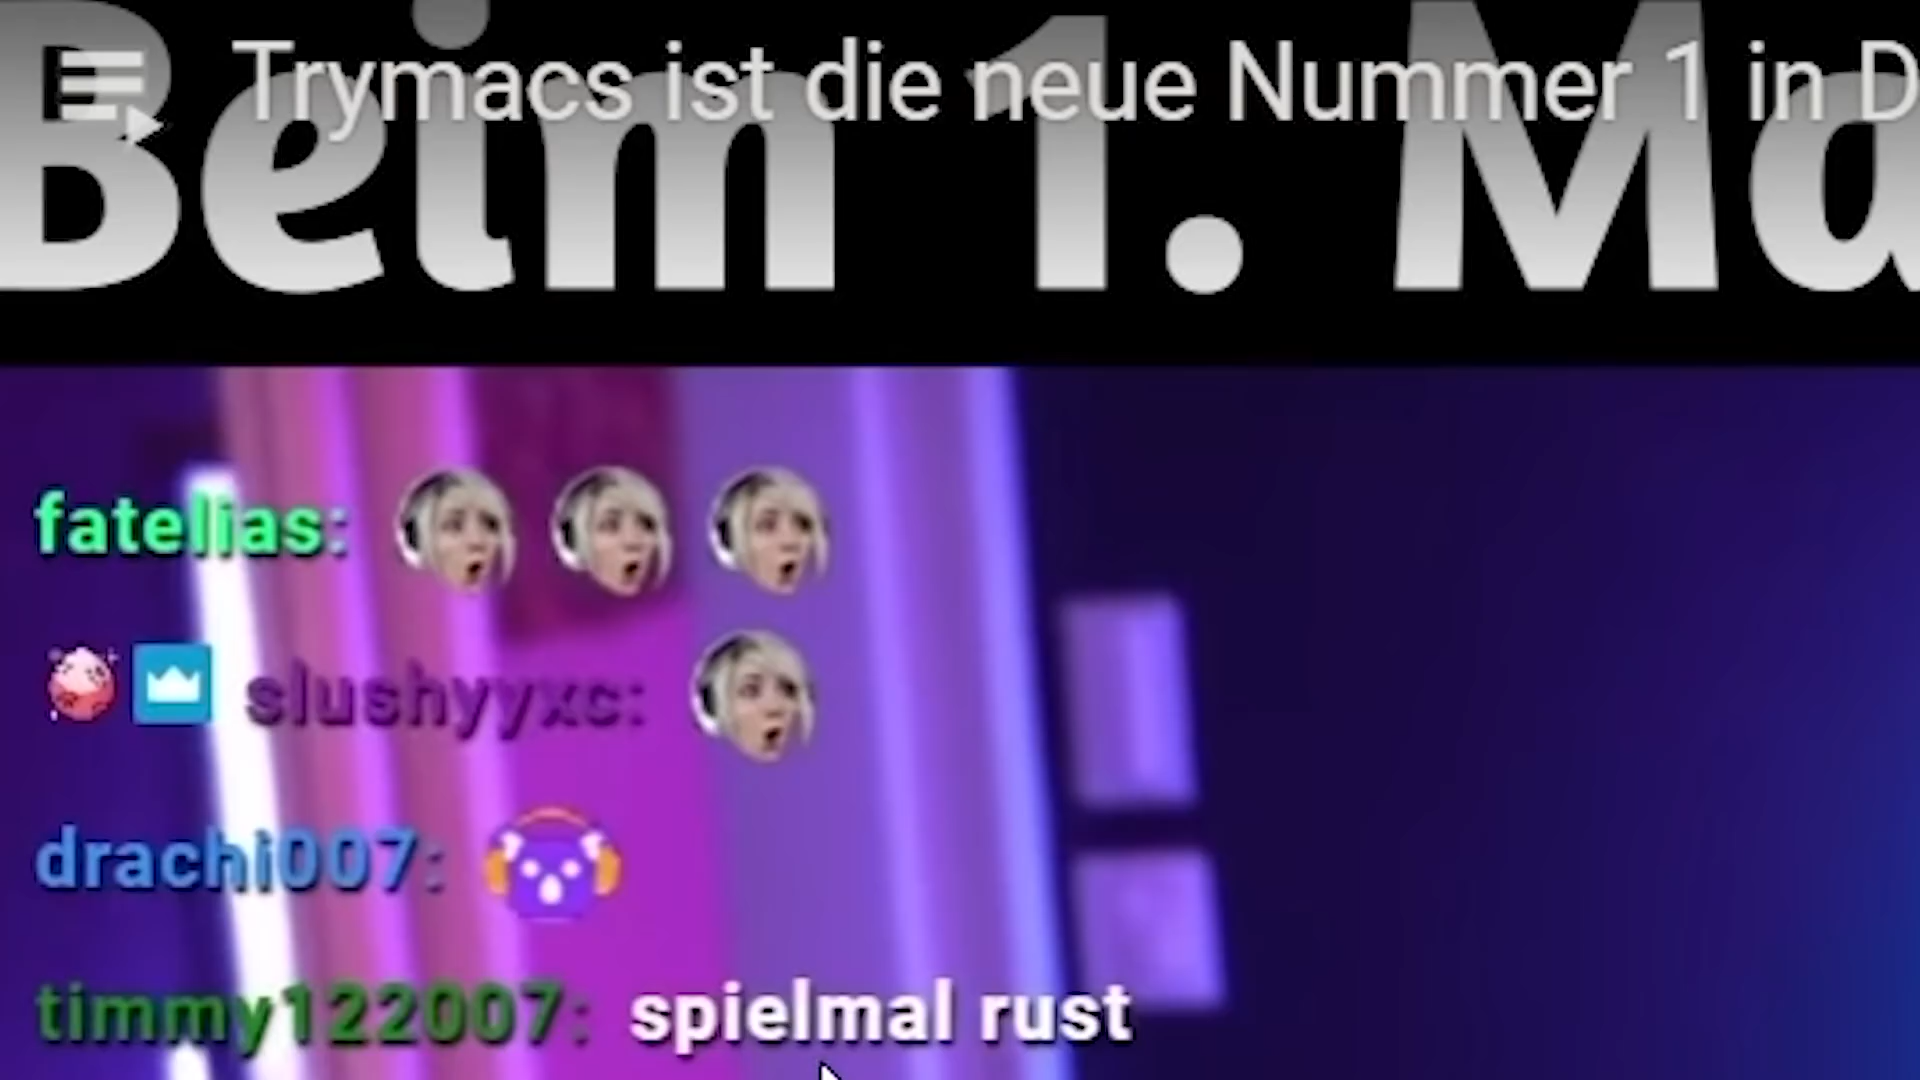 Beim 1. Ma
Trymacs ist die neue Nummer 1 in D
fatelias:
slushyyxc:
drachi007:
timmy122007: spielmal rust